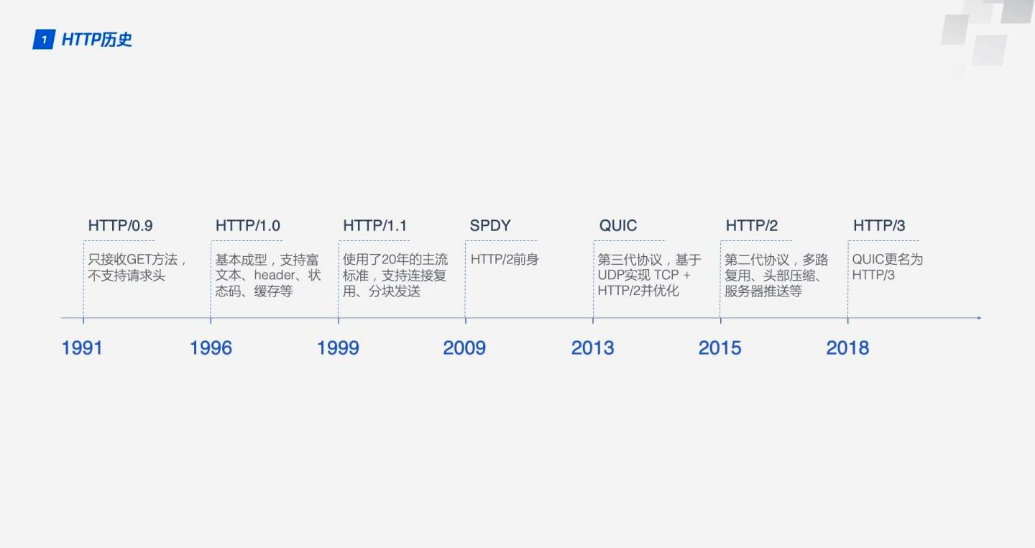 1 HTTP历史
HTTP/0.9
只接收GET方法，
不支持请求头
1991
HTTP/1.0
基本成型，支持富
文本、header、状
态码、缓存等
1996
HTTP/1.1
使用了20年的主流
标准，支持连接复
用、分块发送
1999
SPDY
HTTP/2前身
2009
QUIC
第三代协议，基于
UDP实现 TCP +
HTTP/2并优化
2013
HTTP/2
第二代协议，多路
复用、头部压缩、
服务器推送等
2015
HTTP/3
QUIC更名为
HTTP/3
2018